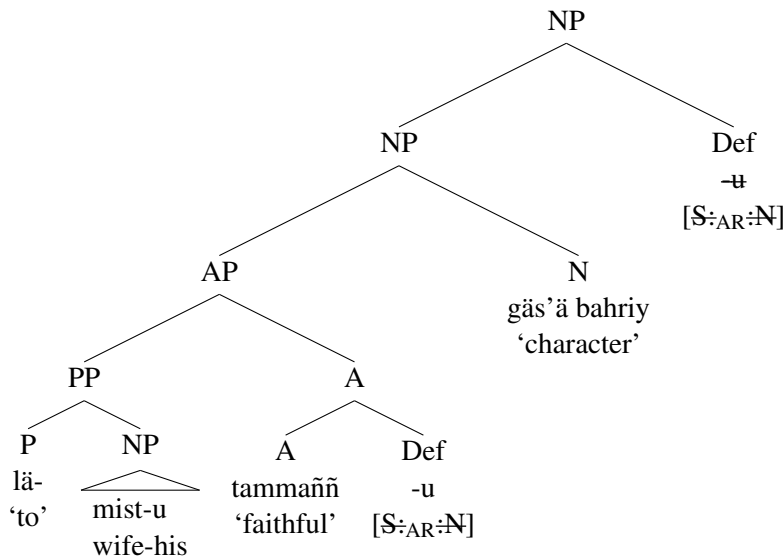 NP
NP Def
-u
[S:AR:N]
AP N
gäs’ä bahriy
‘character’
PP A
P NP A Def
lä- mist-u tammaññ -u
‘to’ wife-his ‘faithful’ [S:AR:N]